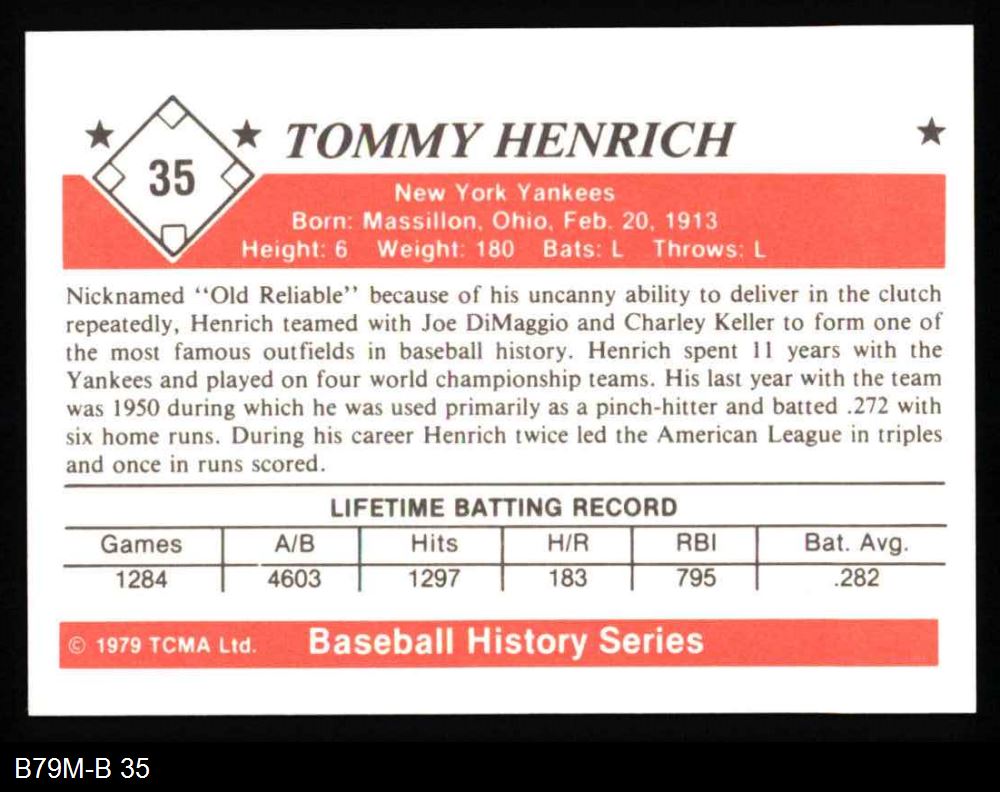 35
TOMMY HENRICH
New York Yankees
Born: Massillon, Ohio, Feb. 20, 1913
Height: 6 Weight: 180 Bats: L Throws: L
Nicknamed “Old Reliable” because of his uncanny ability to deliver in the clutch
repeatedly, Henrich teamed with Joe DiMaggio and Charley Keller to form one of
the most famous outfields in baseball history. Henrich spent 11 years with the
Yankees and played on four world championship teams. His last year with the team
was 1950 during which he was used primarily as a pinch-hitter and batted .272 with
six home runs. During his career Henrich twice led the American League in triples
and once in runs scored.
LIFETIME BATTING RECORD
Games A/B Hits H/R RBI Bat. Avg.
1284 4603 1297 183 795 .282
© 1979 TCMA Ltd. Baseball History Series
B79M-B 35